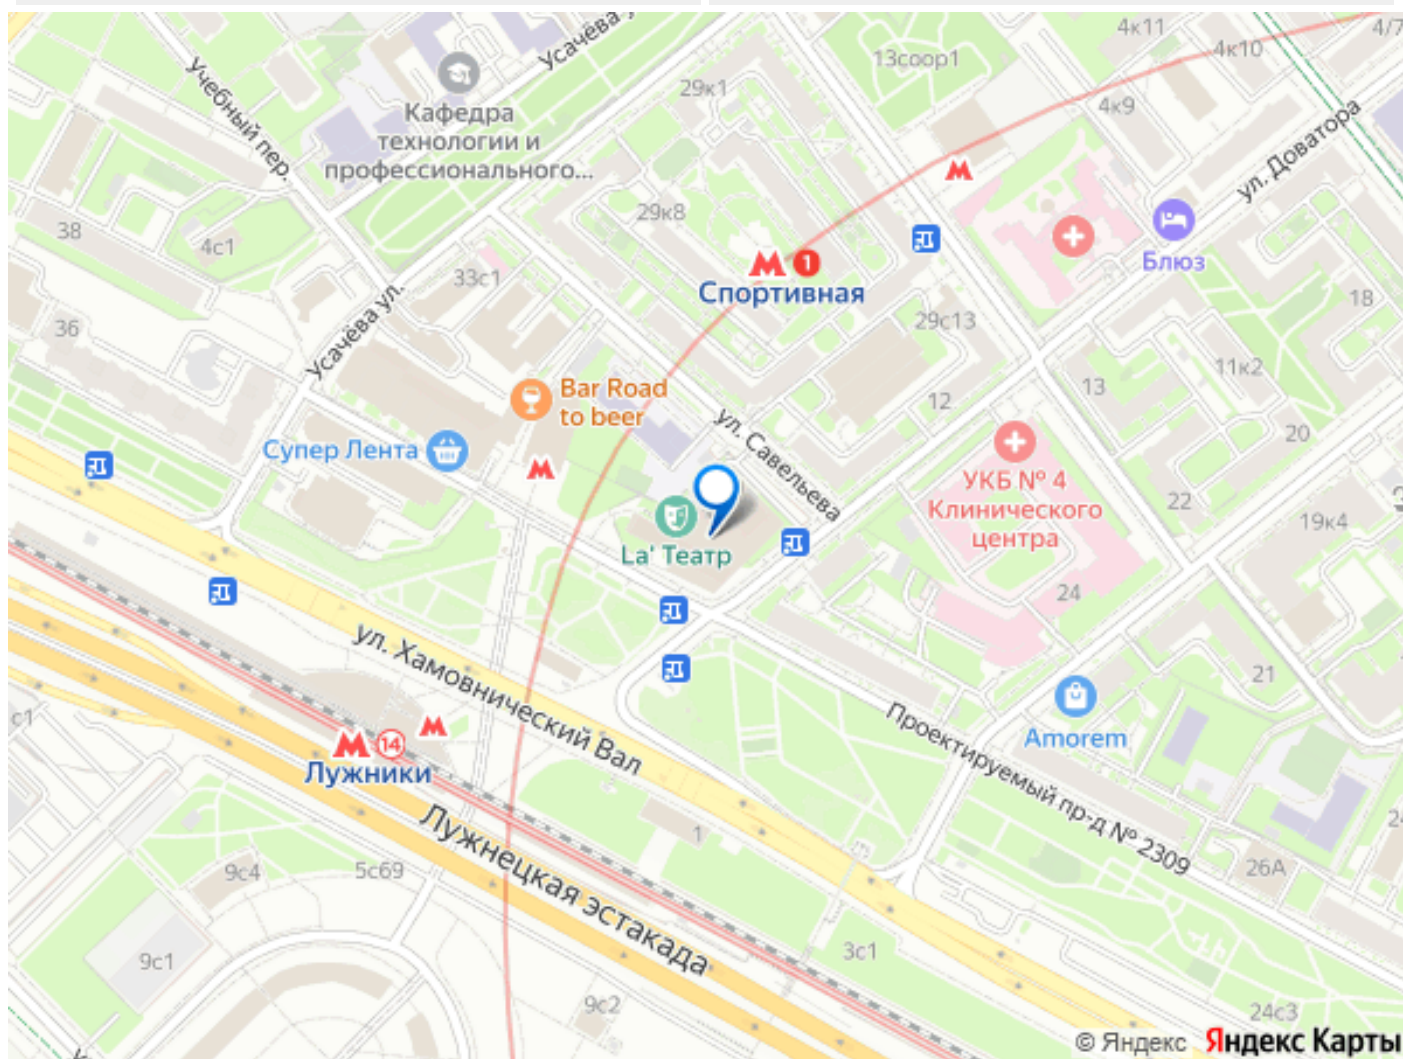 Усачёва у
4к11
4к10
4/7
13соор1
29к1
4к9
Учебный пер.
Кафедра
технологии и
профессионального...
ул. Доватора
29к8
38
4с1
Блюз
33с1
1
Спортивная
18
29с13
36
Усачёва ул.
11к2
Bar Road
to beer
13
12
20
ул. Савельева
Супер Лента
УКБ № 4
Клинического
центра
22
19к4
La' Театр
24
ул. Хамовнический Вал
21
с1
14
Лужники
Amorem
Проектируемый пр-д № 2309
Лужнецкая эстакада
1
5с69
9с4
26А
9с1
3с1
9с2
24с3
© Яндекс Яндекс Карты